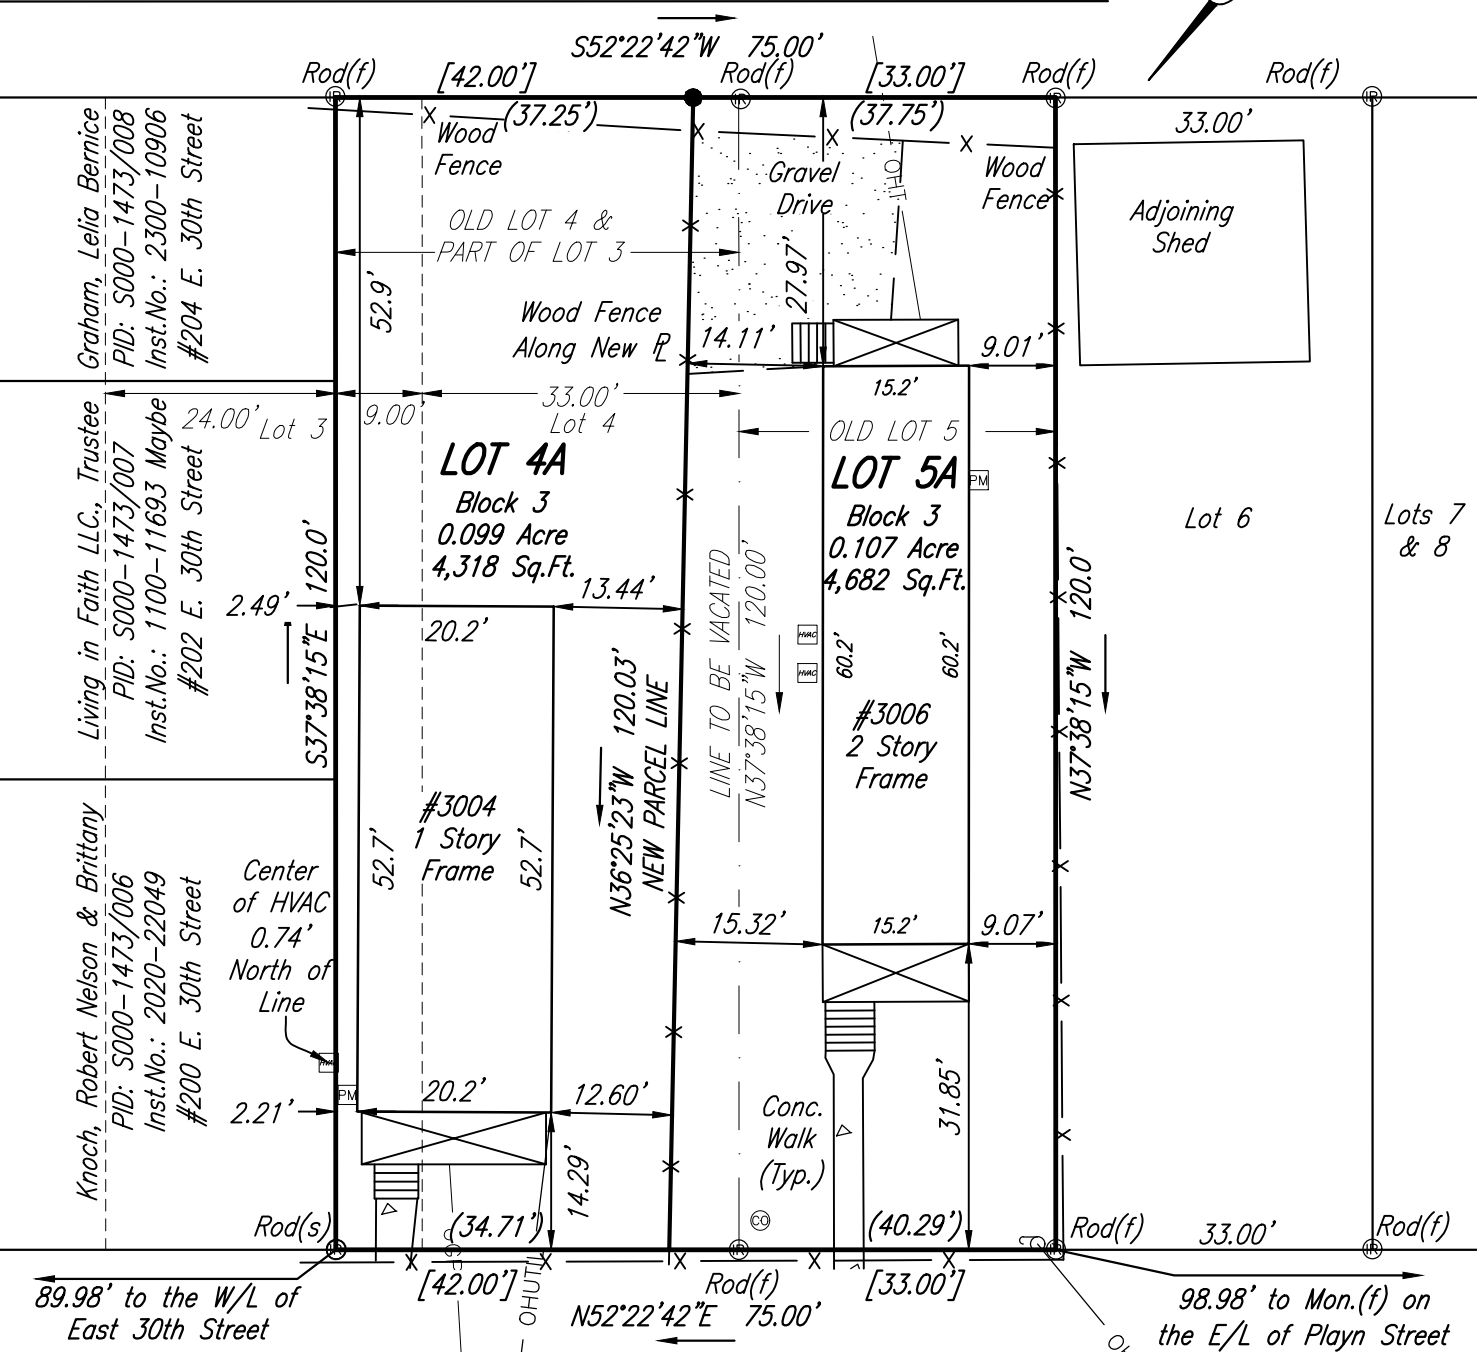 S52°22'42"W 75.00'
Rod(f)
[42.00']
Rod(f)
[33.00']
Rod(f)
Rod(f)
(37.25')
(37.75')
33.00'
Wood
Fence
Gravel
Drive
Wood
Fence
OHT
Adjoining
Shed
OLD LOT 4 &
PART OF LOT 3
52.9'
27.97'
Wood Fence
Along New PL
14.11'
9.01'
15.2'
24.00'
Lot 3
9.00'
33.00'
Lot 4
OLD LOT 5
LOT 4A
Block 3
0.099 Acre
4,318 Sq.Ft.
LOT 5A
Block 3
0.107 Acre
4,682 Sq.Ft.
PM
Lot 6
Lots 7
& 8
Graham, Lelia Bernice
PID: S000-1473/008
Inst.No.: 2300-10906
#204 E. 30th Street
Living in Faith LLC., Trustee
PID: S000-1473/007
Inst.No.: 1100-11693 Maybe
#202 E. 30th Street
Knoch, Robert Nelson & Brittany
PID: S000-1473/006
Inst.No.: 2020-22049
#200 E. 30th Street
S37°38'15"E 120.0'
2.49'
20.2'
13.44'
LINE TO BE VACATED
N37°38'15"W 120.00'
HVAC
HVAC
60.2'
60.2'
N37°38'15"W 120.0'
N36°25'23"W 120.03'
NEW PARCEL LINE
#3004
1 Story
Frame
52.7'
52.7'
#3006
2 Story
Frame
Center
of HVAC
0.74'
North of
Line
HVAC
PM
15.32'
15.2'
9.07'
2.21'
20.2'
12.60'
14.29'
31.85'
Conc.
Walk
(Typ.)
CO
Rod(s)
(34.71')
(40.29')
Rod(f)
33.00'
Rod(f)
[42.00']
Rod(f)
[33.00']
OHUTIL
N52°22'42"E 75.00'
89.98' to the W/L of
East 30th Street
98.98' to Mon.(f) on
the E/L of Playn Street